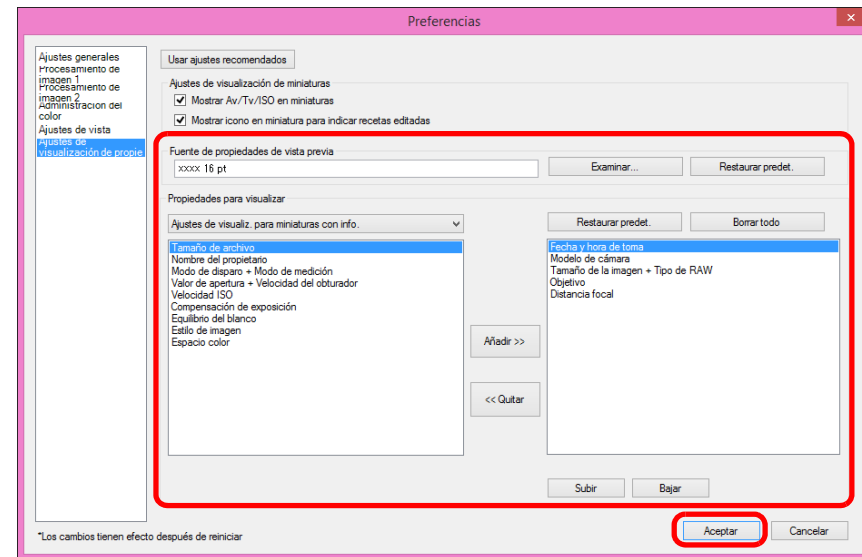 Preferencias
Ajustes generales
Procesamiento de
imagen 1
Procesamiento de
imagen 2
Administración del
color
Ajustes de vista
Ajustes de
visualización de propie
Usar ajustes recomendados
Ajustes de visualización de miniaturas
Mostrar Av/Tv/ISO en miniaturas
Mostrar icono en miniatura para indicar recetas editadas
Fuente de propiedades de vista previa
xxxx 16 pt
Examinar...
Restaurar predet.
Propiedades para visualizar
Ajustes de visualiz. para miniaturas con info.
Tamaño de archivo
Nombre del propietario
Modo de disparo + Modo de medición
Valor de apertura + Velocidad del obturador
Velocidad ISO
Compensación de exposición
Equilibrio del blanco
Estilo de imagen
Espacio color
Añadir >>
<< Quitar
Restaurar predet.
Borrar todo
Fecha y hora de toma
Modelo de cámara
Tamaño de la imagen + Tipo de RAW
Objetivo
Distancia focal
Subir
Bajar
*Los cambios tienen efecto después de reiniciar
Aceptar
Cancelar